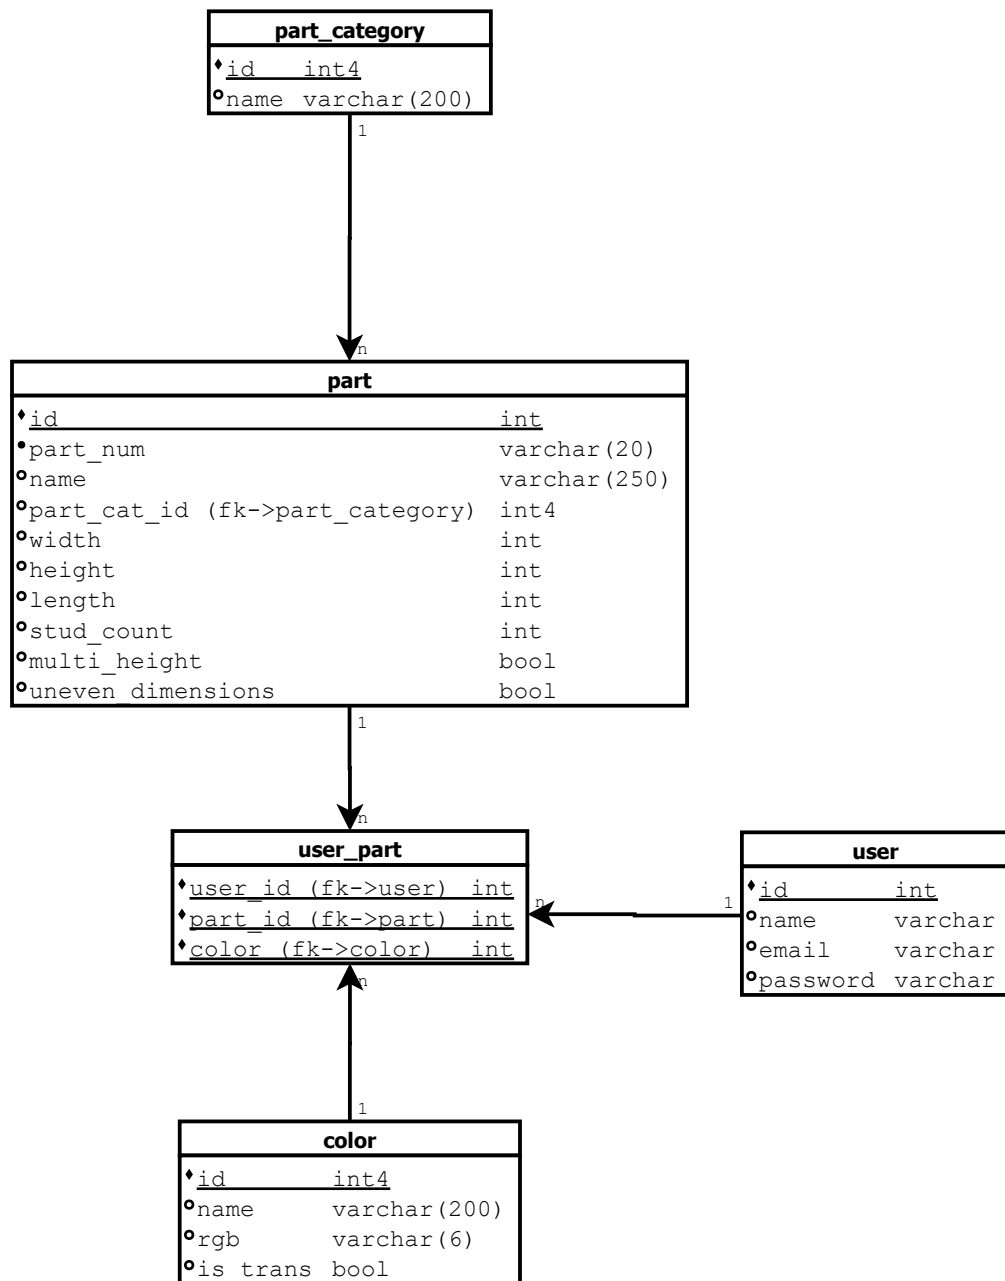 part_category
id int4
name varchar(200)
1
n
part
id int
part_num varchar(20)
name varchar(250)
part_cat_id (fk->part_category) int4
width int
height int
length int
stud_count int
multi_height bool
uneven_dimensions bool
1
n
user_part
user_id (fk->user) int
part_id (fk->part) int
color (fk->color) int
n
1
user
id int
name varchar
email varchar
password varchar
n
1
color
id int4
name varchar(200)
rgb varchar(6)
is_trans bool